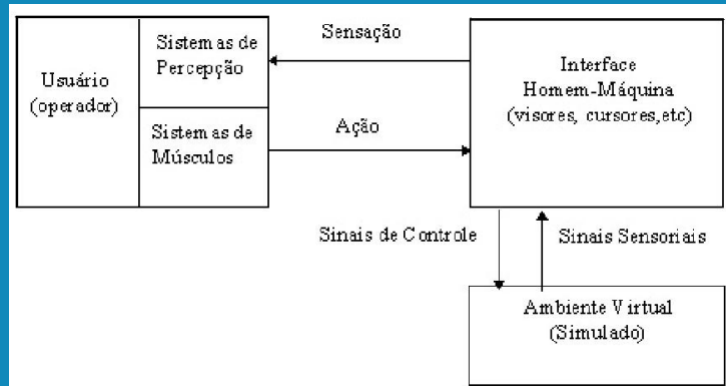 Usuário
(operador)
Sistemas de
Percepção
Sistemas de
Músculos
Sensação
Ação
Interface
Homem-Máquina
(visores, cursores,etc)
Sinais de Controle
Sinais Sensoriais
Ambiente Virtual
(Simulado)